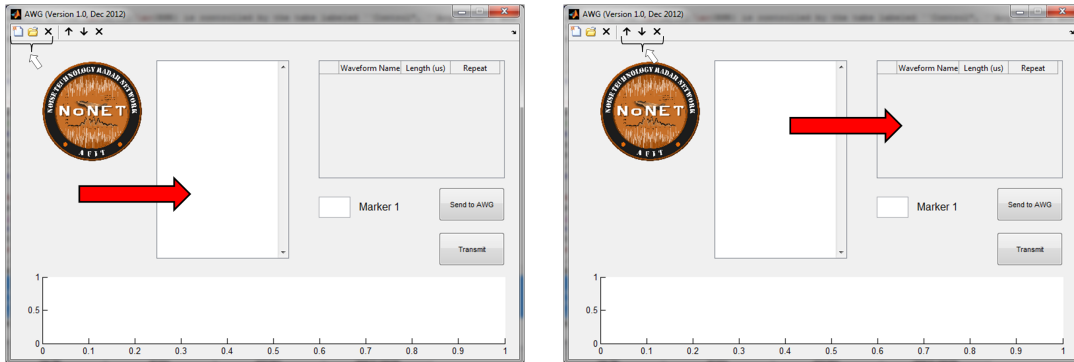 AWG (Version 1.0, Dec 2012)
NOISE TECHNOLOGY RADAR NETWORK
NoNET
AFIT
Waveform Name Length (us) Repeat
Marker 1
Send to AWG
Transmit
1
0.5
0
0 0.1 0.2 0.3 0.4 0.5 0.6 0.7 0.8 0.9 1
AWG (Version 1.0, Dec 2012)
NOISE TECHNOLOGY RADAR NETWORK
NoNET
AFIT
Waveform Name Length (us) Repeat
Marker 1
Send to AWG
Transmit
1
0.5
0
0 0.1 0.2 0.3 0.4 0.5 0.6 0.7 0.8 0.9 1